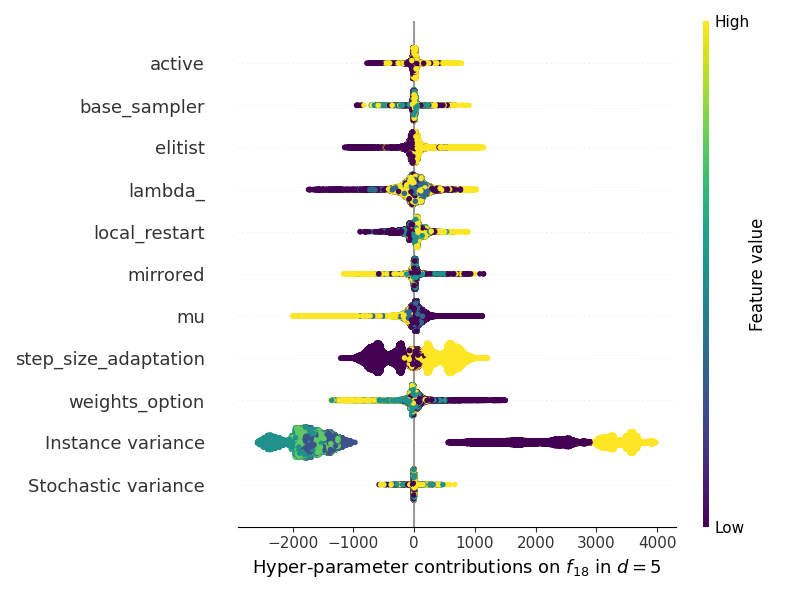 High
active
base_sampler
elitist
lambda_
local_restart
mirrored
mu
step_size_adaptation
weights_option
Instance variance
Stochastic variance
Feature value
Low
−2000 −1000 0 1000 2000 3000 4000
Hyper-parameter contributions on f18 in d = 5